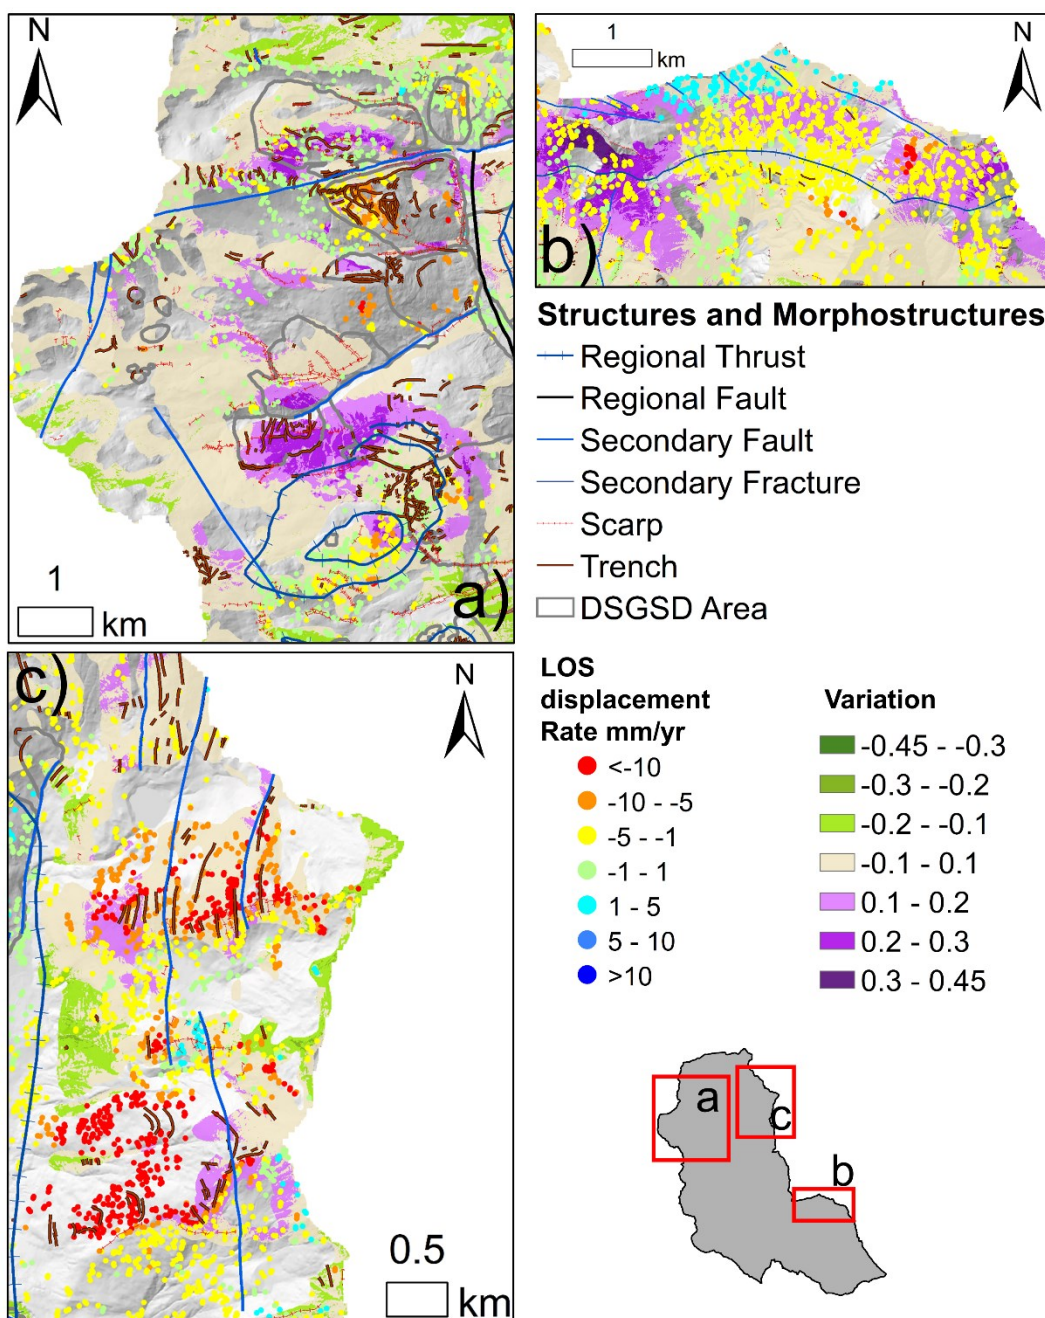 N
1
km
a)
1
km
N
b)
Structures and Morphostructures
Regional Thrust
Regional Fault
Secondary Fault
Secondary Fracture
Scarp
Trench
DSGSD Area
c)
N
0.5
km
LOS
displacement
Rate mm/yr
<-10
-10 - -5
-5 - -1
-1 - 1
1 - 5
5 - 10
>10
Variation
-0.45 - -0.3
-0.3 - -0.2
-0.2 - -0.1
-0.1 - 0.1
0.1 - 0.2
0.2 - 0.3
0.3 - 0.45
a
c
b